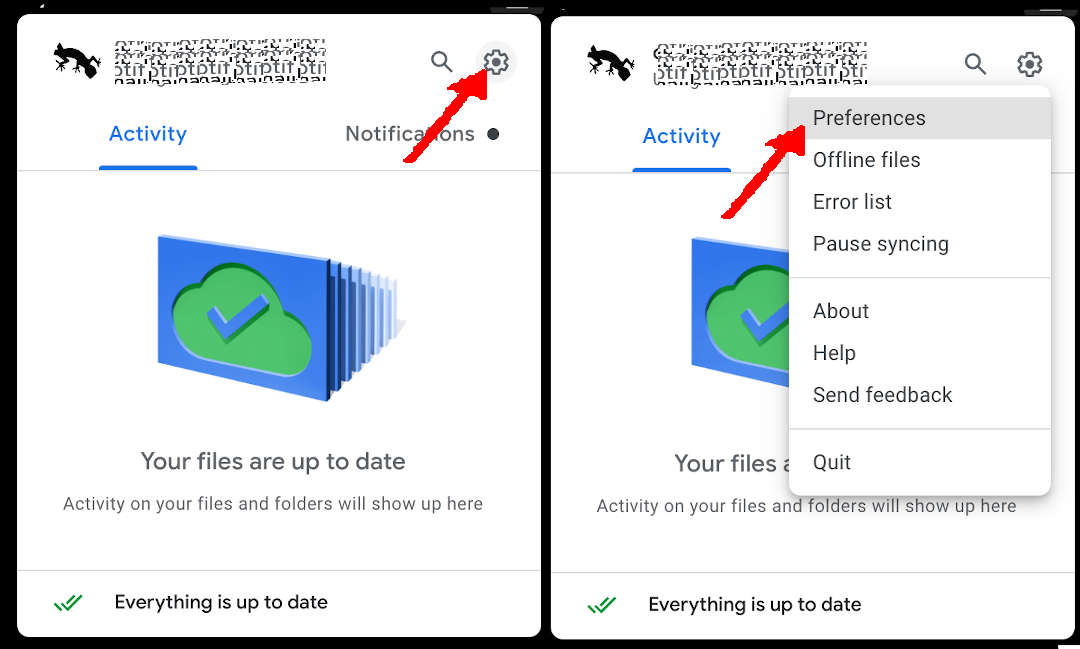 Activity
Notifications
Your files are up to date
Activity on your files and folders will show up here
Everything is up to date
Activity
Preferences
Offline files
Error list
Pause syncing
About
Help
Send feedback
Quit
Your files
Activity on your files and folders will show up here
Everything is up to date